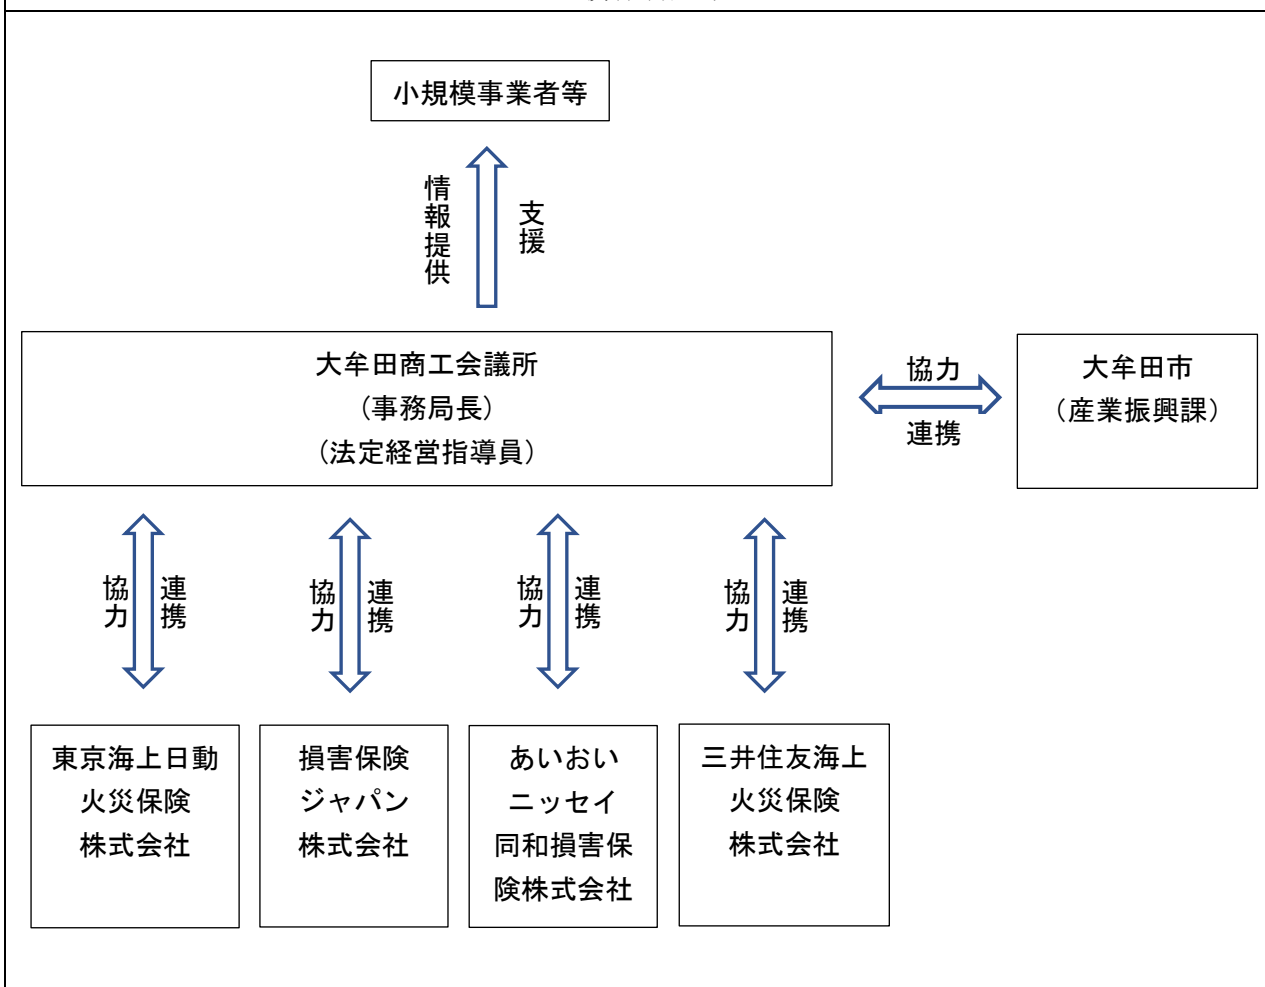 小規模事業者等
情報提供
支援
大牟田商工会議所
（事務局長）
（法定経営指導員）
協力
連携
大牟田市
（産業振興課）
協力
連携
協力
連携
協力
連携
協力
連携
東京海上日動
火災保険
株式会社
損害保険
ジャパン
株式会社
あいおい
ニッセイ
同和損害保
険株式会社
三井住友海上
火災保険
株式会社